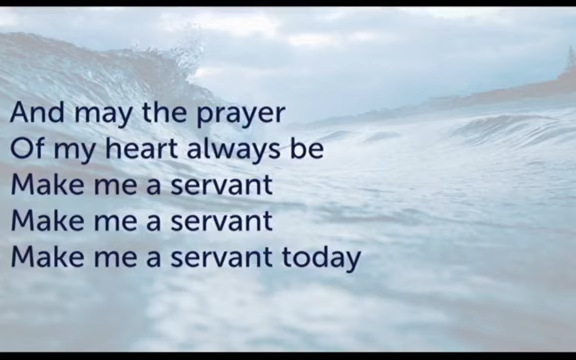 And may the prayer
Of my heart always be
Make me a servant
Make me a servant
Make me a servant today